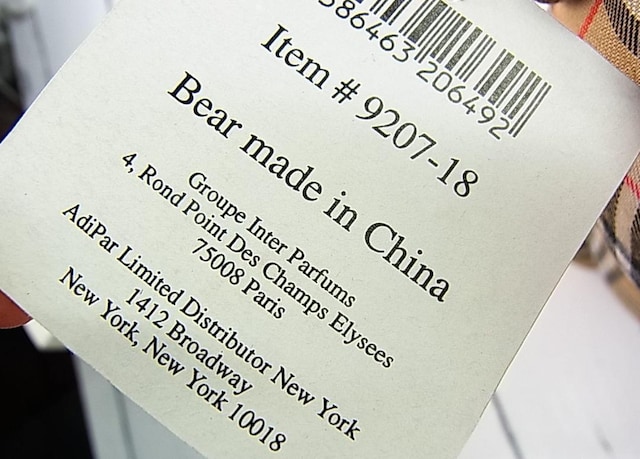 386463 206492
Item # 9207-18
Bear made in China
Groupe Inter Parfums
4, Rond Point Des Champs Elysees
75008 Paris
AdiPar Limited Distributor New York
1412 Broadway
New York, New York 10018